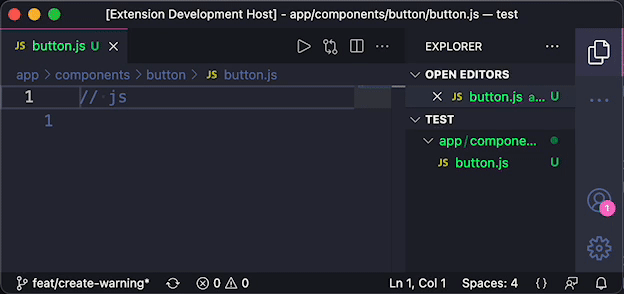 [Extension Development Host] - app/components/button/button.js — test
JS button.js U
EXPLORER
app > components > button > JS button.js
OPEN EDITORS
1 // js
JS button.js a... U
1
TEST
app/compone...
JS button.js U
1
feat/create-warning* 0 0 Ln 1, Col 1 Spaces: 4 { }